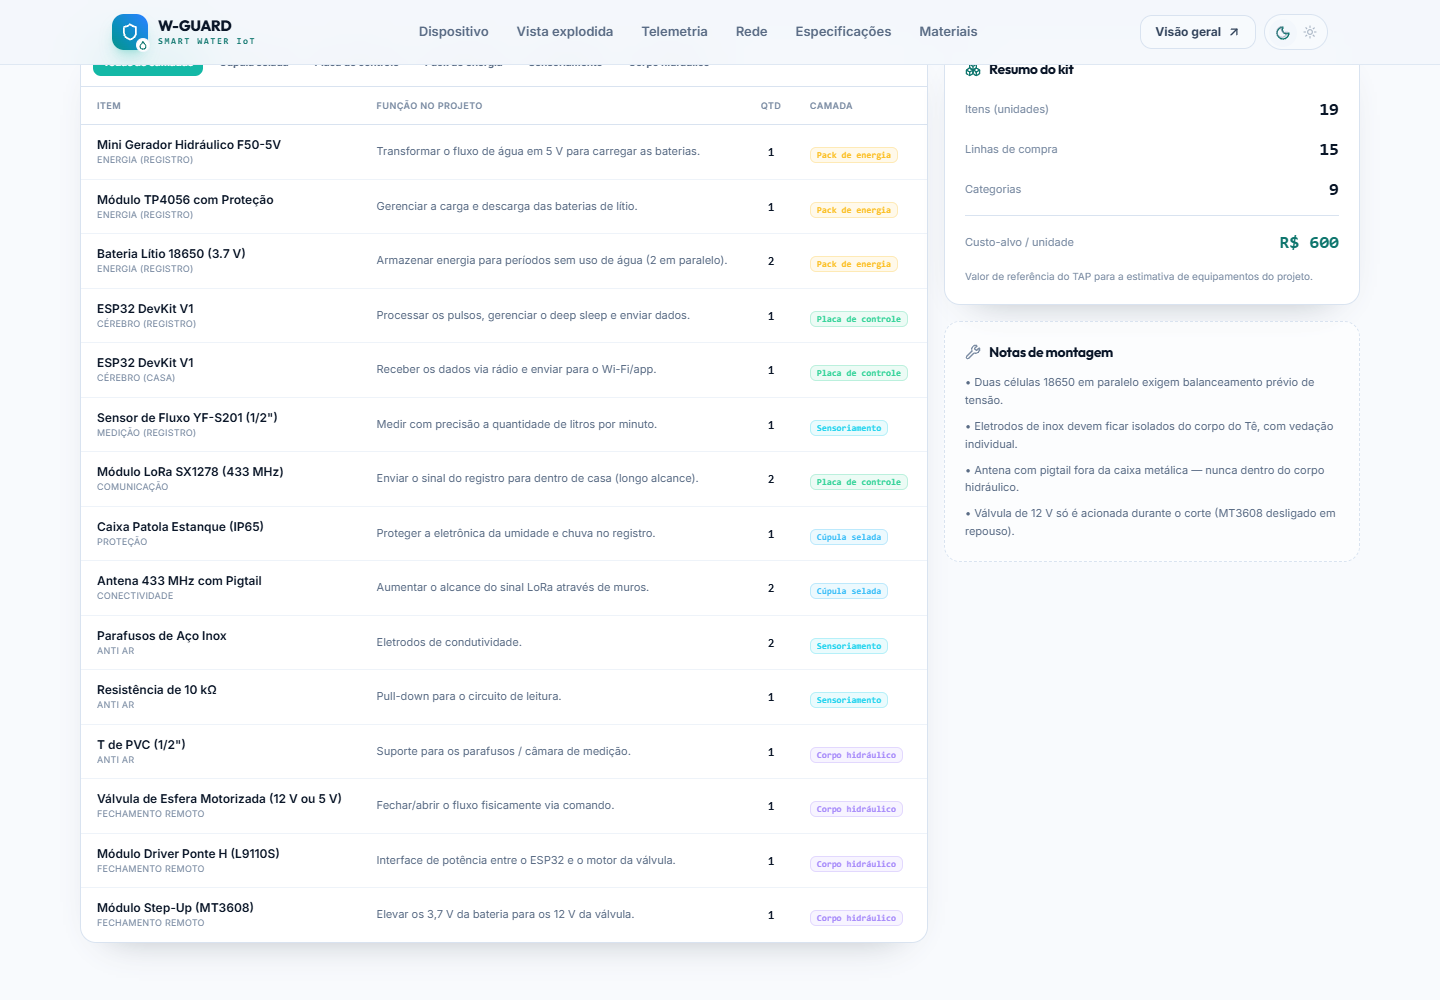 W-GUARD
SMART WATER IoT
Dispositivo
Vista explodida
Telemetria
Rede
Especificações
Materiais
Visão geral
Cúpula selada
Placa de controle
Pack de energia
Sensoriamento
Corpo hidráulico
ITEM
FUNÇÃO NO PROJETO
QTD
CAMADA
Mini Gerador Hidráulico F50-5V
ENERGIA (REGISTRO)
Transformar o fluxo de água em 5 V para carregar as baterias.
1
Pack de energia
Módulo TP4056 com Proteção
ENERGIA (REGISTRO)
Gerenciar a carga e descarga das baterias de lítio.
1
Pack de energia
Bateria Lítio 18650 (3.7 V)
ENERGIA (REGISTRO)
Armazenar energia para períodos sem uso de água (2 em paralelo).
2
Pack de energia
ESP32 DevKit V1
CÉREBRO (REGISTRO)
Processar os pulsos, gerenciar o deep sleep e enviar dados.
1
Placa de controle
ESP32 DevKit V1
CÉREBRO (CASA)
Receber os dados via rádio e enviar para o Wi-Fi/app.
1
Placa de controle
Sensor de Fluxo YF-S201 (1/2")
MEDIÇÃO (REGISTRO)
Medir com precisão a quantidade de litros por minuto.
1
Sensoriamento
Módulo LoRa SX1278 (433 MHz)
COMUNICAÇÃO
Enviar o sinal do registro para dentro de casa (longo alcance).
2
Placa de controle
Caixa Patola Estanque (IP65)
PROTEÇÃO
Proteger a eletrônica da umidade e chuva no registro.
1
Cúpula selada
Antena 433 MHz com Pigtail
CONECTIVIDADE
Aumentar o alcance do sinal LoRa através de muros.
2
Cúpula selada
Parafusos de Aço Inox
ANTI AR
Eletrodos de condutividade.
2
Sensoriamento
Resistência de 10 kΩ
ANTI AR
Pull-down para o circuito de leitura.
1
Sensoriamento
T de PVC (1/2")
ANTI AR
Suporte para os parafusos / câmara de medição.
1
Corpo hidráulico
Válvula de Esfera Motorizada (12 V ou 5 V)
FECHAMENTO REMOTO
Fechar/abrir o fluxo fisicamente via comando.
1
Corpo hidráulico
Módulo Driver Ponte H (L9110S)
FECHAMENTO REMOTO
Interface de potência entre o ESP32 e o motor da válvula.
1
Corpo hidráulico
Módulo Step-Up (MT3608)
FECHAMENTO REMOTO
Elevar os 3,7 V da bateria para os 12 V da válvula.
1
Corpo hidráulico
Resumo do kit
Itens (unidades)
19
Linhas de compra
15
Categorias
9
Custo-alvo / unidade
R$ 600
Valor de referência do TAP para a estimativa de equipamentos do projeto.
Notas de montagem
• Duas células 18650 em paralelo exigem balanceamento prévio de
tensão.
• Eletrodos de inox devem ficar isolados do corpo do Tê, com vedação
individual.
• Antena com pigtail fora da caixa metálica — nunca dentro do corpo
hidráulico.
• Válvula de 12 V só é acionada durante o corte (MT3608 desligado em
repouso).